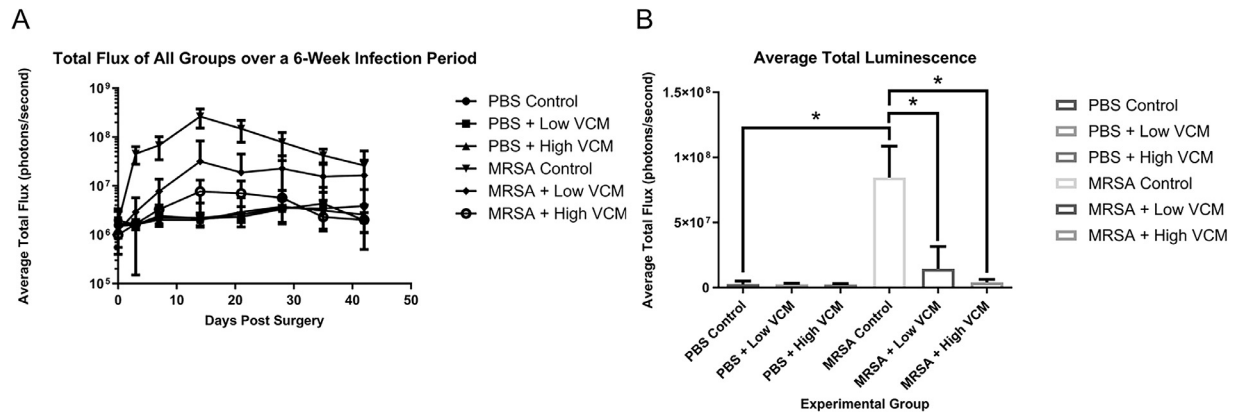 A
Total Flux of All Groups over a 6-Week Infection Period
Average Total Flux (photons/second)
10⁹
10⁸
10⁷
10⁶
10⁵
0 10 20 30 40 50
Days Post Surgery
PBS Control
PBS + Low VCM
PBS + High VCM
MRSA Control
MRSA + Low VCM
MRSA + High VCM
B
Average Total Luminescence
Average Total Flux (photons/second)
1.5×10⁸
1×10⁸
5×10⁷
0
*
*
*
PBS Control
PBS + Low VCM
PBS + High VCM
MRSA Control
MRSA + Low VCM
MRSA + High VCM
Experimental Group
PBS Control
PBS + Low VCM
PBS + High VCM
MRSA Control
MRSA + Low VCM
MRSA + High VCM